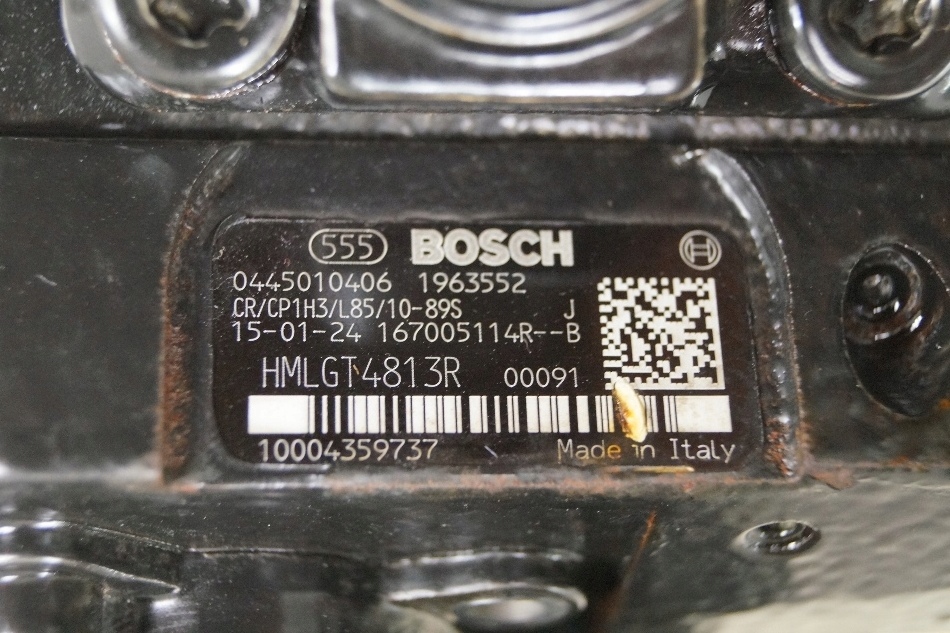 555 BOSCH
0445010406 1963552
CR/CP1H3/L85/10-89S J
15-01-24 167005114R--B
HMLGT4813R 00091
10004359737 Made in Italy